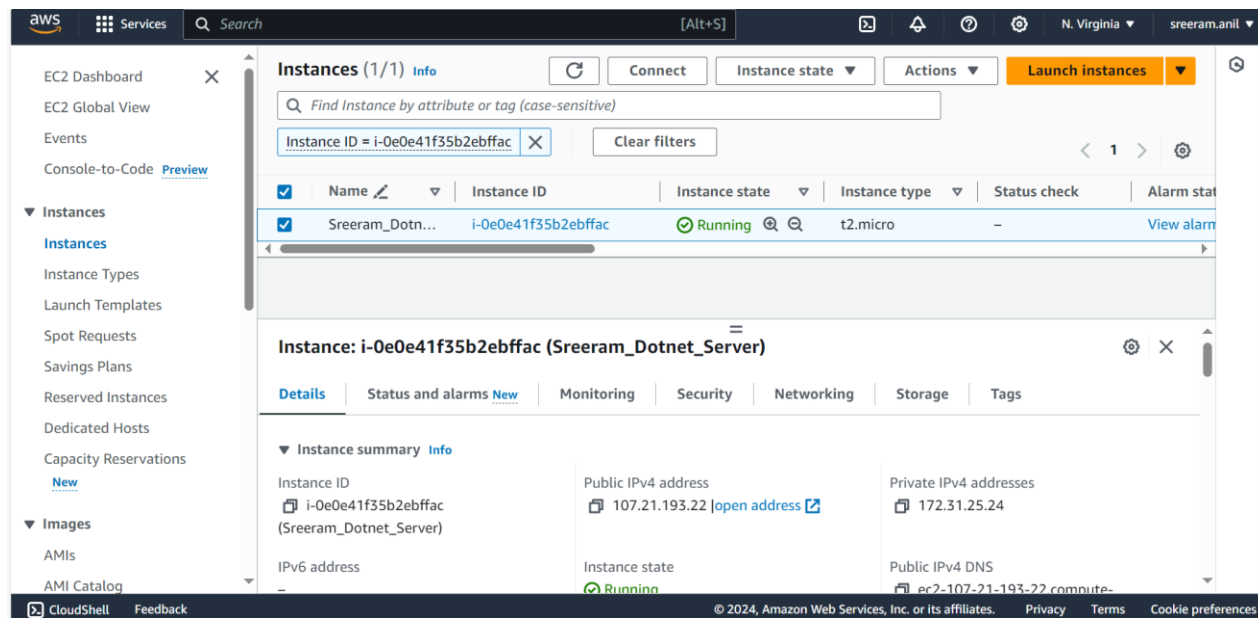 aws Services Search [Alt+S] N. Virginia sreeram.anil
EC2 Dashboard
EC2 Global View
Events
Console-to-Code Preview
Instances
Instances
Instance Types
Launch Templates
Spot Requests
Savings Plans
Reserved Instances
Dedicated Hosts
Capacity Reservations
New
Images
AMIs
AMI Catalog
Instances (1/1) Info Connect Instance state Actions Launch instances
Find Instance by attribute or tag (case-sensitive)
Instance ID = i-0e0e41f35b2ebffac Clear filters
1
Name Instance ID Instance state Instance type Status check Alarm stat
Sreeram_Dotn... i-0e0e41f35b2ebffac Running t2.micro – View alarm
Instance: i-0e0e41f35b2ebffac (Sreeram_Dotnet_Server)
Details Status and alarms New Monitoring Security Networking Storage Tags
Instance summary Info
Instance ID Public IPv4 address Private IPv4 addresses
i-0e0e41f35b2ebffac 107.21.193.22 |open address 172.31.25.24
(Sreeram_Dotnet_Server)
IPv6 address Instance state Public IPv4 DNS
– Running ec2-107-21-193-22.compute-
CloudShell Feedback © 2024, Amazon Web Services, Inc. or its affiliates. Privacy Terms Cookie preferences